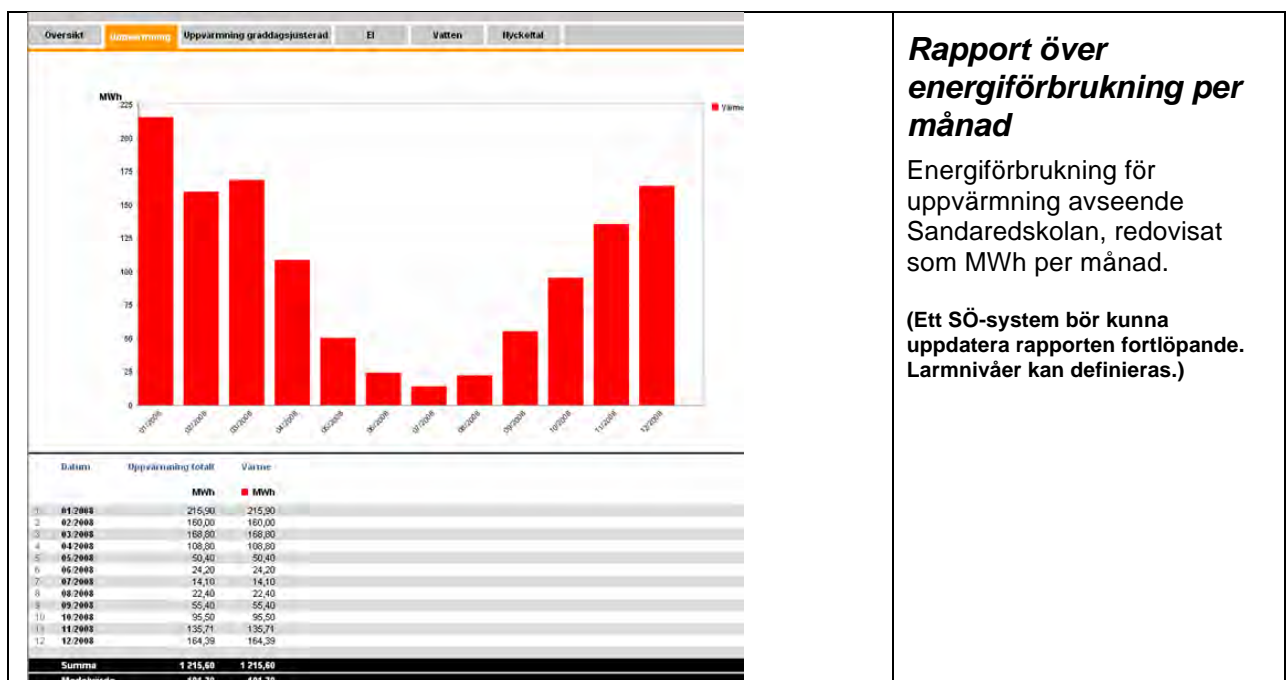 Översikt Uppvärmning Uppvärmning graddagsjusterad El Vatten Nyckeltal
MWh
Värme
225
200
175
150
125
100
75
50
25
0
01/2008 02/2008 03/2008 04/2008 05/2008 06/2008 07/2008 08/2008 09/2008 10/2008 11/2008 12/2008
Datum Uppvärmning totalt Värme
MWh MWh
1 01/2008 215,90 215,90
2 02/2008 160,00 160,00
3 03/2008 168,80 168,80
4 04/2008 108,80 108,80
5 05/2008 50,40 50,40
6 06/2008 24,20 24,20
7 07/2008 14,10 14,10
8 08/2008 22,40 22,40
9 09/2008 55,40 55,40
10 10/2008 95,50 95,50
11 11/2008 135,71 135,71
12 12/2008 164,39 164,39
Summa 1 215,60 1 215,60
Rapport över
energiförbrukning per
månad
Energiförbrukning för
uppvärmning avseende
Sandaredskolan, redovisat
som MWh per månad.
(Ett SÖ-system bör kunna
uppdatera rapporten fortlöpande.
Larmnivåer kan definieras.)